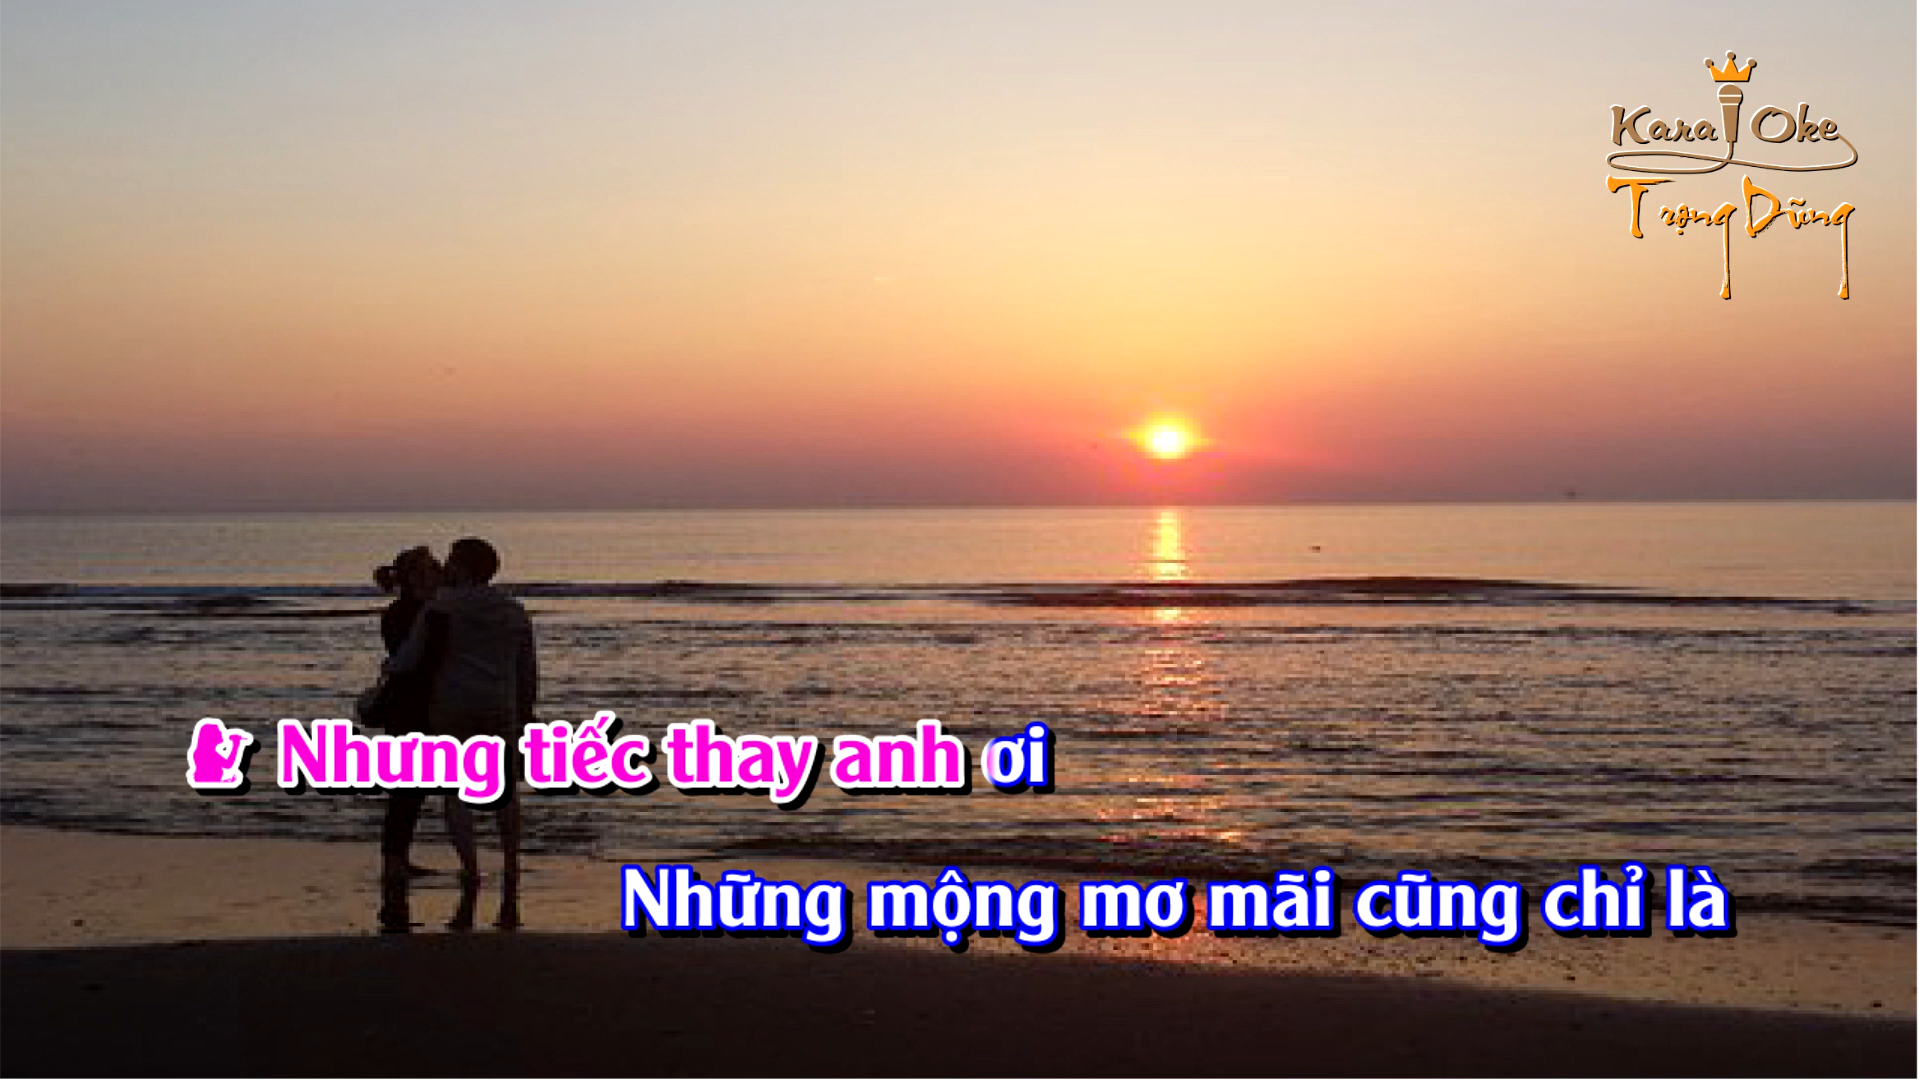 Kara Oke
Trọng Dũng
Nhưng tiếc thay anh ơi
Những mộng mơ mãi cũng chỉ là